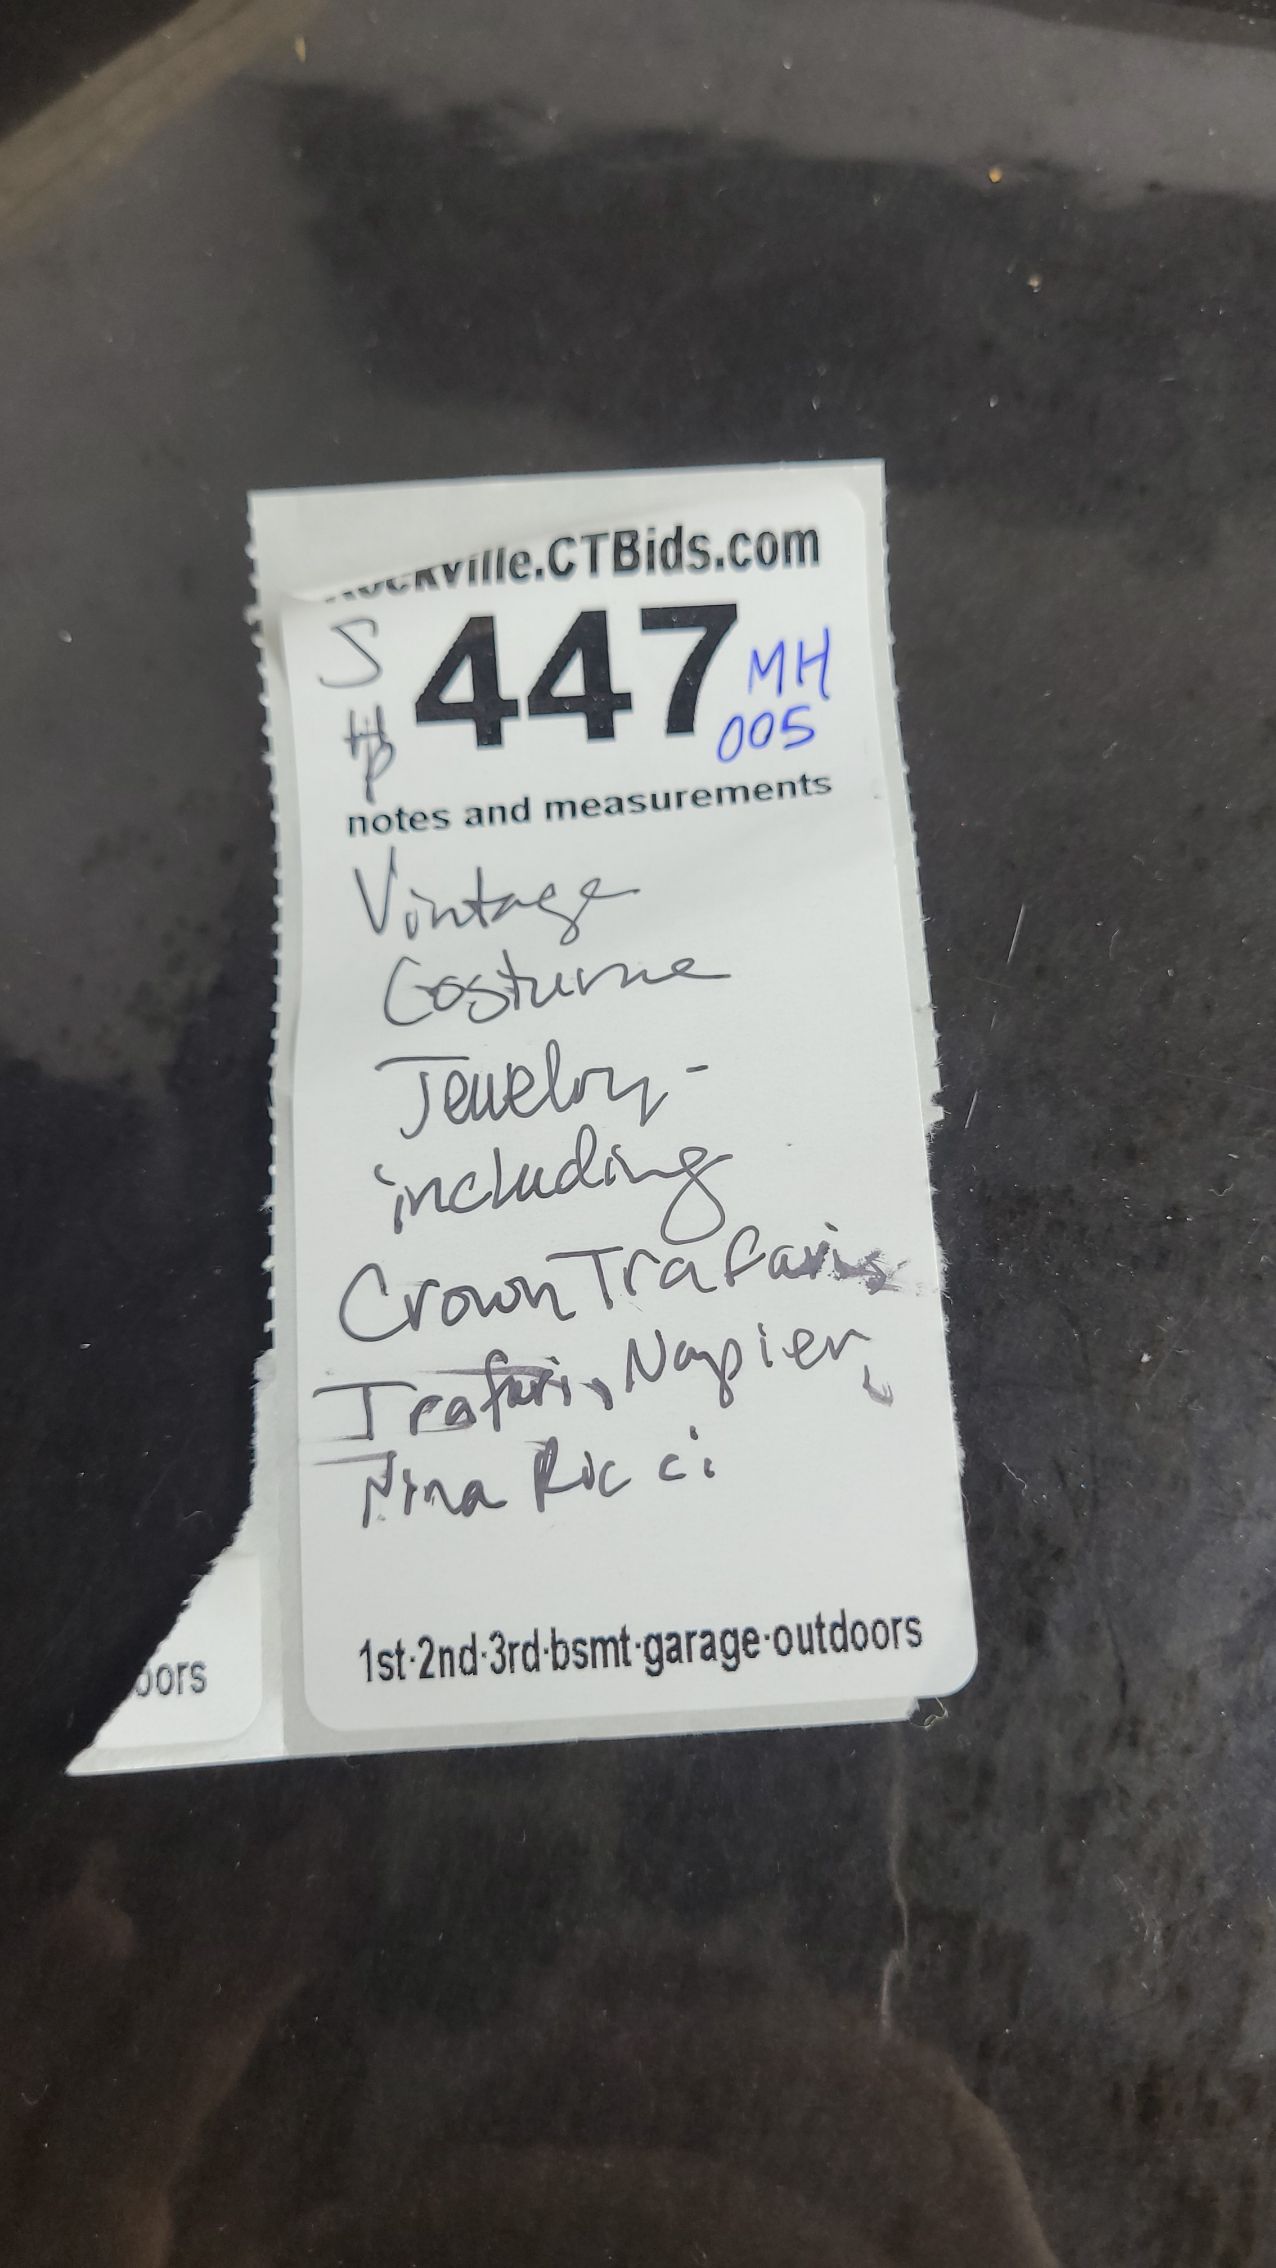 Rockville.CTBids.com
S 447 MH
005
notes and measurements
Vintage
Costume
Jewelry -
including
Crown Trafari
Trafari, Napier,
Nina Ricci
1st·2nd·3rd·bsmt·garage·outdoors
oors